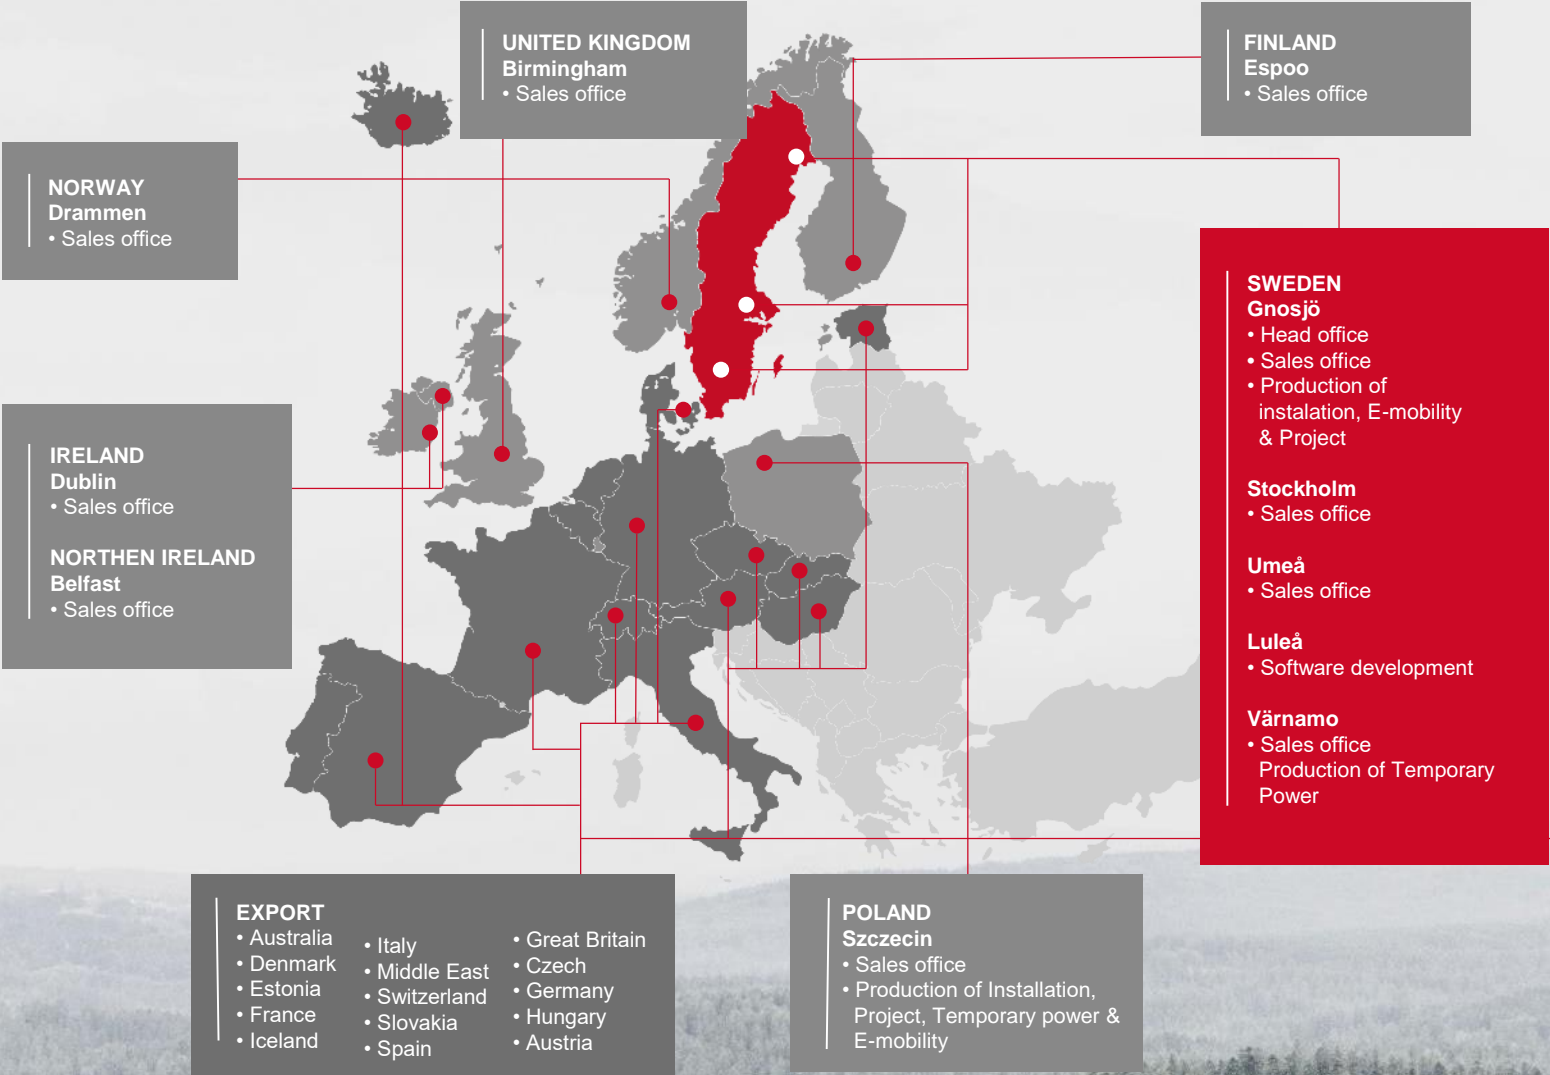 UNITED KINGDOM
Birmingham
• Sales office
FINLAND
Espoo
• Sales office
NORWAY
Drammen
• Sales office
SWEDEN
Gnosjö
• Head office
• Sales office
• Production of
instalation, E-mobility
& Project
Stockholm
• Sales office
Umeå
• Sales office
Luleå
• Software development
Värnamo
• Sales office
Production of Temporary
Power
IRELAND
Dublin
• Sales office
NORTHEN IRELAND
Belfast
• Sales office
EXPORT
• Australia
• Denmark
• Estonia
• France
• Iceland
• Italy
• Middle East
• Switzerland
• Slovakia
• Spain
• Great Britain
• Czech
• Germany
• Hungary
• Austria
POLAND
Szczecin
• Sales office
• Production of Installation,
Project, Temporary power &
E-mobility